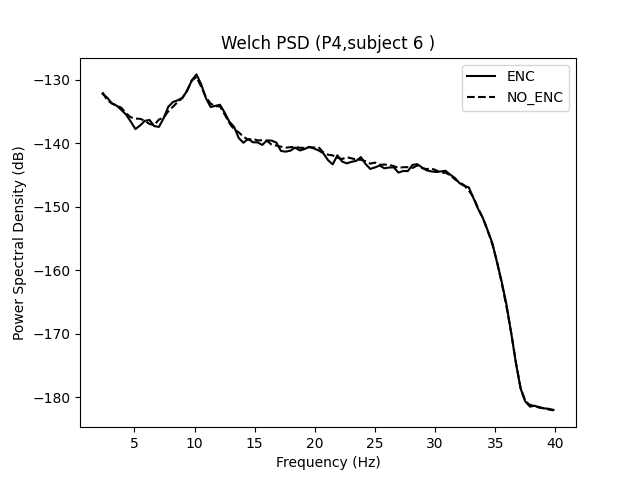 Welch PSD (P4,subject 6 )
ENC
NO_ENC
Power Spectral Density (dB)
−130
−140
−150
−160
−170
−180
5 10 15 20 25 30 35 40
Frequency (Hz)